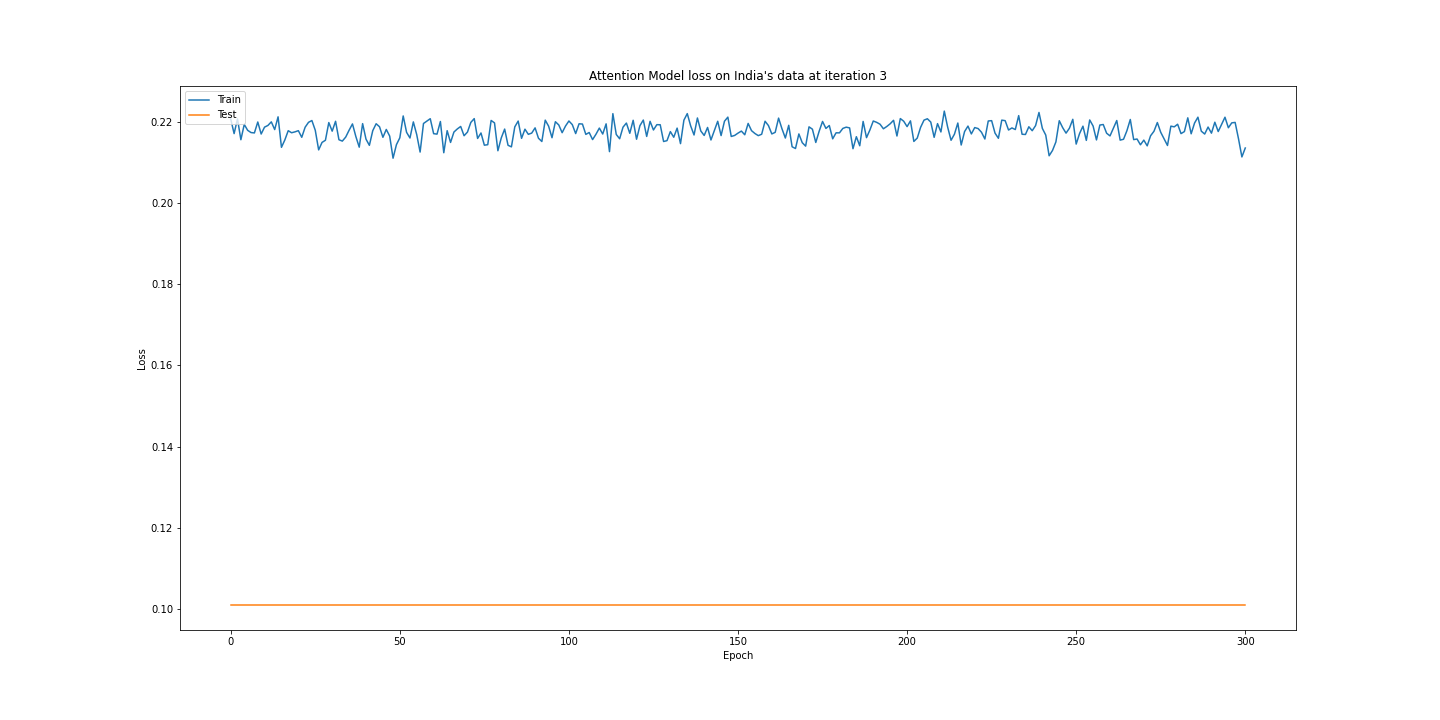 Attention Model loss on India's data at iteration 3
Train
Test
0.22
0.20
0.18
0.16
0.14
0.12
0.10
Loss
0
50
100
150
200
250
300
Epoch